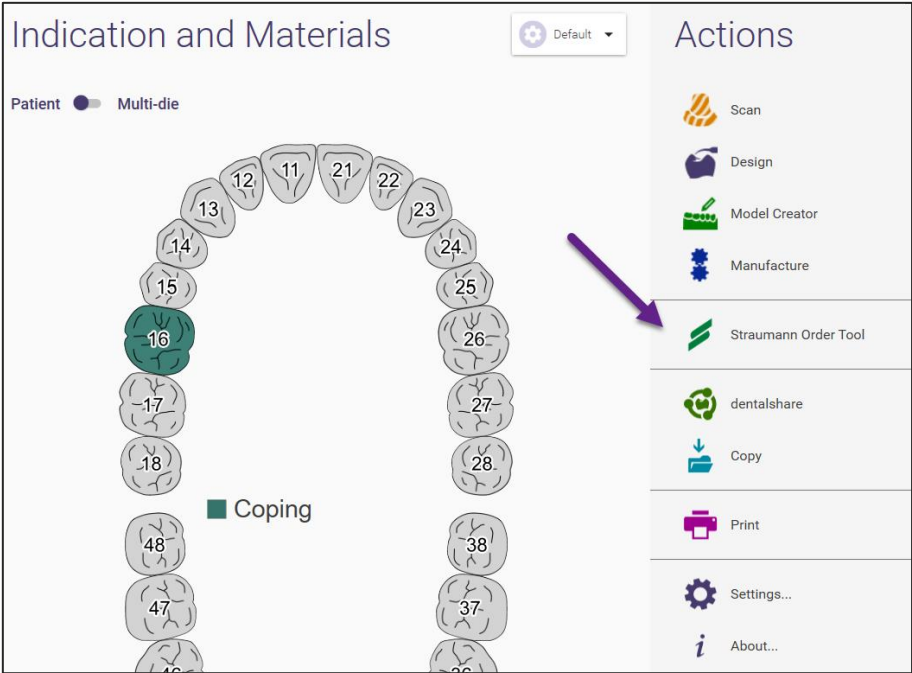 Indication and Materials
Default
Patient Multi-die
11 21
12 22
13 23
14 24
15 25
16 26
17 27
18 28
Coping
48 38
47 37
46 36
Actions
Scan
Design
Model Creator
Manufacture
Straumann Order Tool
dentalshare
Copy
Print
Settings...
i About...